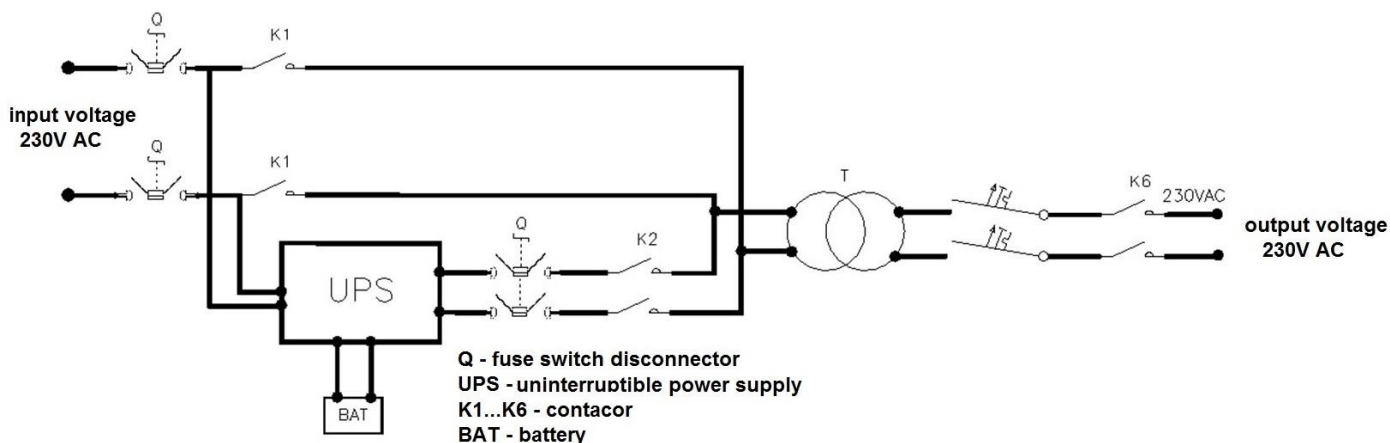 Q
K1
input voltage
230V AC
Q
K1
T
K6
230VAC
output voltage
230V AC
Q
K2
UPS
BAT
Q - fuse switch disconnector
UPS - uninterruptible power supply
K1...K6 - contacor
BAT - battery